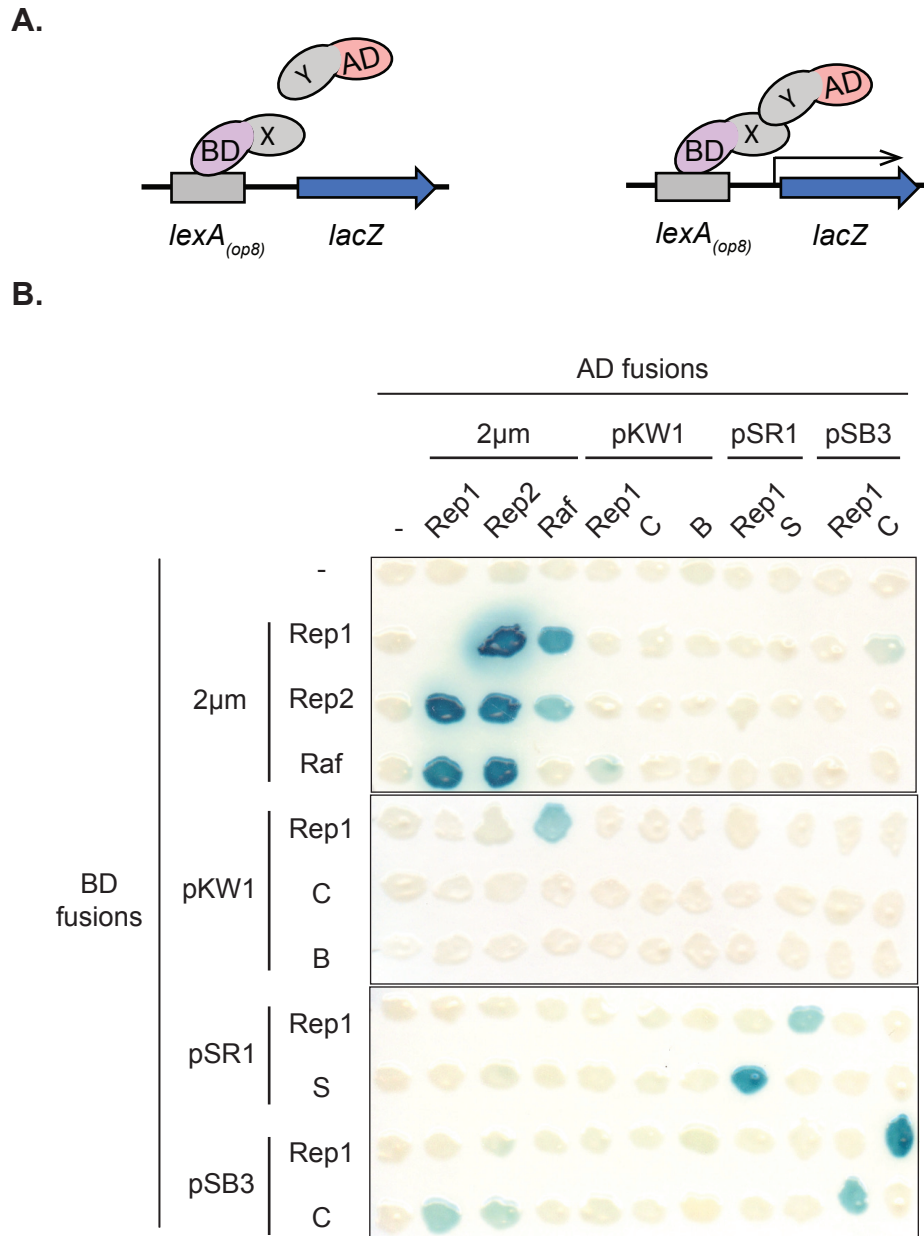 A.
Y AD
BD X
lexA(op8) lacZ
Y AD
BD X
lexA(op8) lacZ
B.
AD fusions
2µm pKW1 pSR1 pSB3
- Rep1 Rep2 Raf Rep1 C B Rep1 S Rep1 C
BD fusions
2µm
-
Rep1
Rep2
Raf
pKW1
Rep1
C
B
pSR1
Rep1
S
pSB3
Rep1
C